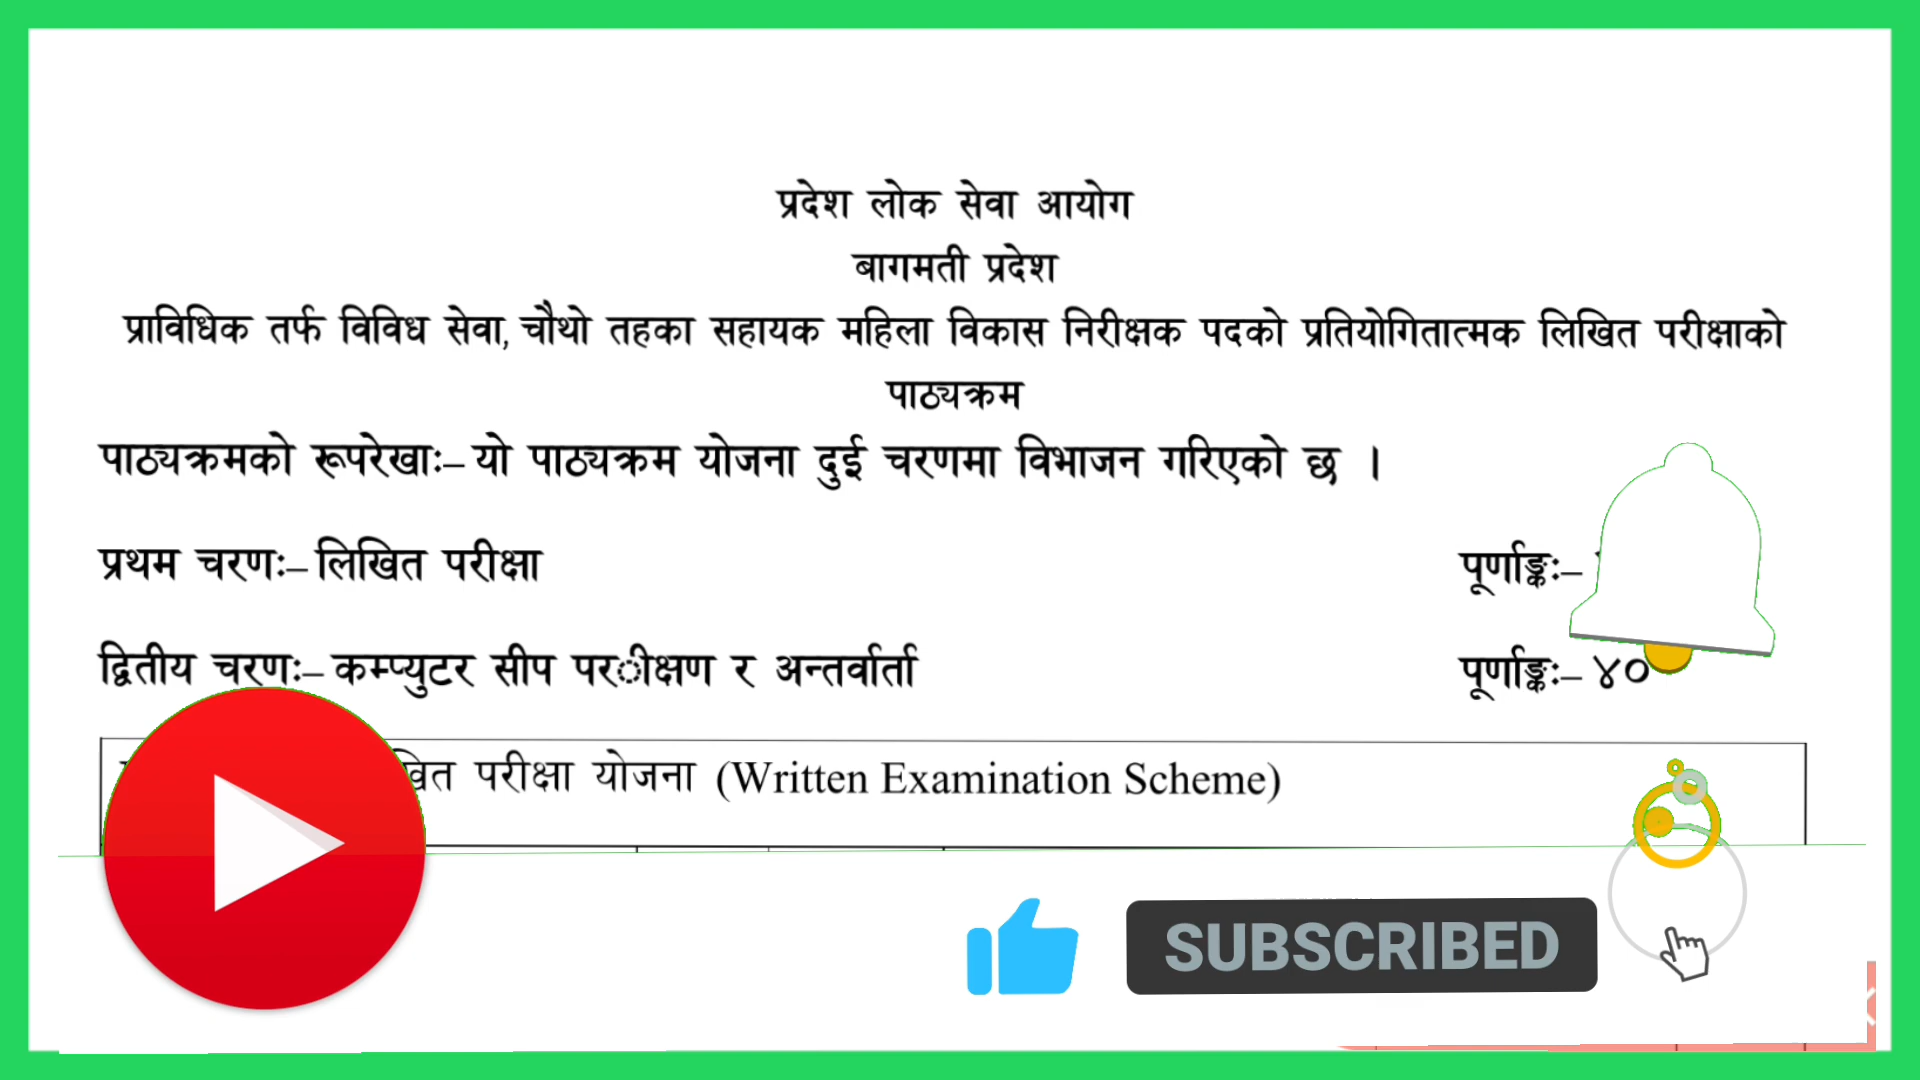 प्रदेश लोक सेवा आयोग
बागमती प्रदेश
प्राविधिक तर्फ विविध सेवा, चौथो तहका सहायक महिला विकास निरीक्षक पदको प्रतियोगितात्मक लिखित परीक्षाको
पाठ्यक्रम
पाठ्यक्रमको रूपरेखाः– यो पाठ्यक्रम योजना दुई चरणमा विभाजन गरिएको छ ।
प्रथम चरणः– लिखित परीक्षा पूर्णाङ्कः–
द्वितीय चरणः– कम्प्युटर सीप पर◌ीक्षण र अन्तर्वार्ता पूर्णाङ्कः– ४०
परीक्षा योजना (Written Examination Scheme)
SUBSCRIBED